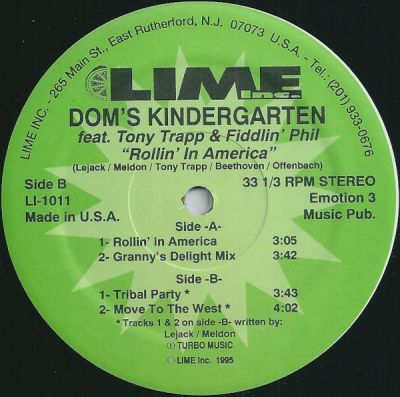 LIME INC. - 265 Main St., East Rutherford, N.J. 07073 U.S.A. - Tel.: (201) 933-0676
LIME
Inc.
DOM'S KINDERGARTEN
feat. Tony Trapp & Fiddlin' Phil
"Rollin' In America"
(Lejack / Meldon / Tony Trapp / Beethoven / Offenbach)
Side B 33 1/3 RPM STEREO
LI-1011 Emotion 3
Made in U.S.A. Music Pub.
Side -A-
1- Rollin' In America 3:05
2- Granny's Delight Mix 3:42
Side -B-
1- Tribal Party * 3:43
2- Move To The West * 4:02
* Tracks 1 & 2 on side -B- written by:
Lejack / Meldon
Ⓟ TURBO MUSIC
© LIME Inc. 1995